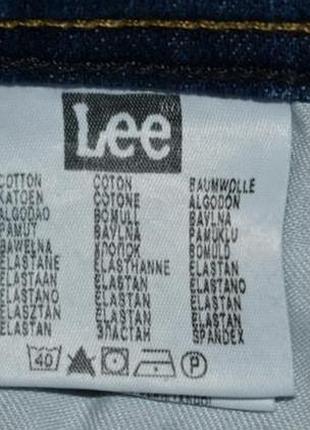 Lee
COTTON COTON BAUMWOLLE
KATOEN COTONE ALGODON
ALGODAO BOMULL BAVLNA
PAMUT BAVLNA PAMUKLU
BAWEŁNA ХЛОПОК BOMULD
ELASTANE ELASTHANNE ELASTAN
ELASTAAN ELASTAN ELASTANO
ELASTANO ELASTAN ELASTAN
ELASZTAN ELASTAN ELASTAN
ELASTAN ЭЛАСТАН SPANDEX
40 P